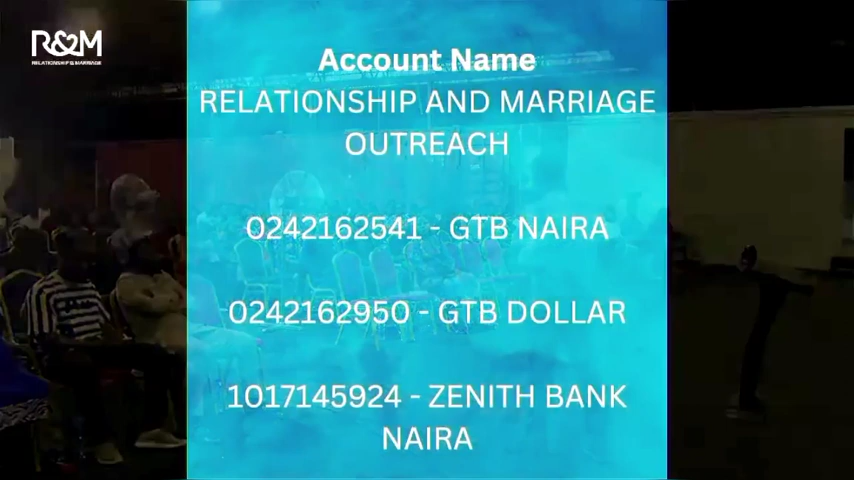 R&M
RELATIONSHIP & MARRIAGE
Account Name
RELATIONSHIP AND MARRIAGE
OUTREACH
0242162541 - GTB NAIRA
0242162950 - GTB DOLLAR
1017145924 - ZENITH BANK
NAIRA